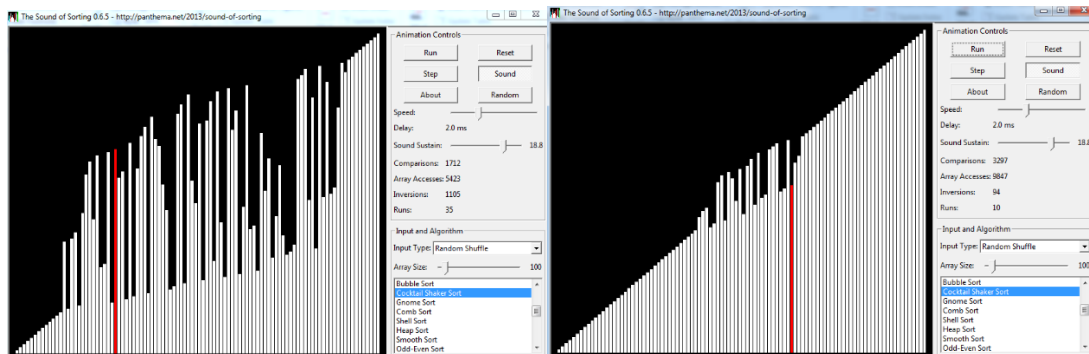 The Sound of Sorting 0.6.5 - http://panthema.net/2013/sound-of-sorting
Animation Controls
Run Reset
Step Sound
About Random
Speed:
Delay: 2.0 ms
Sound Sustain: 18.8
Comparisons: 1712
Array Accesses: 5423
Inversions: 1105
Runs: 35
Input and Algorithm
Input Type: Random Shuffle
Array Size: 100
Bubble Sort
Cocktail Shaker Sort
Gnome Sort
Comb Sort
Shell Sort
Heap Sort
Smooth Sort
Odd-Even Sort
The Sound of Sorting 0.6.5 - http://panthema.net/2013/sound-of-sorting
Animation Controls
Run Reset
Step Sound
About Random
Speed:
Delay: 2.0 ms
Sound Sustain: 18.8
Comparisons: 3297
Array Accesses: 9847
Inversions: 94
Runs: 10
Input and Algorithm
Input Type: Random Shuffle
Array Size: 100
Bubble Sort
Cocktail Shaker Sort
Gnome Sort
Comb Sort
Shell Sort
Heap Sort
Smooth Sort
Odd-Even Sort